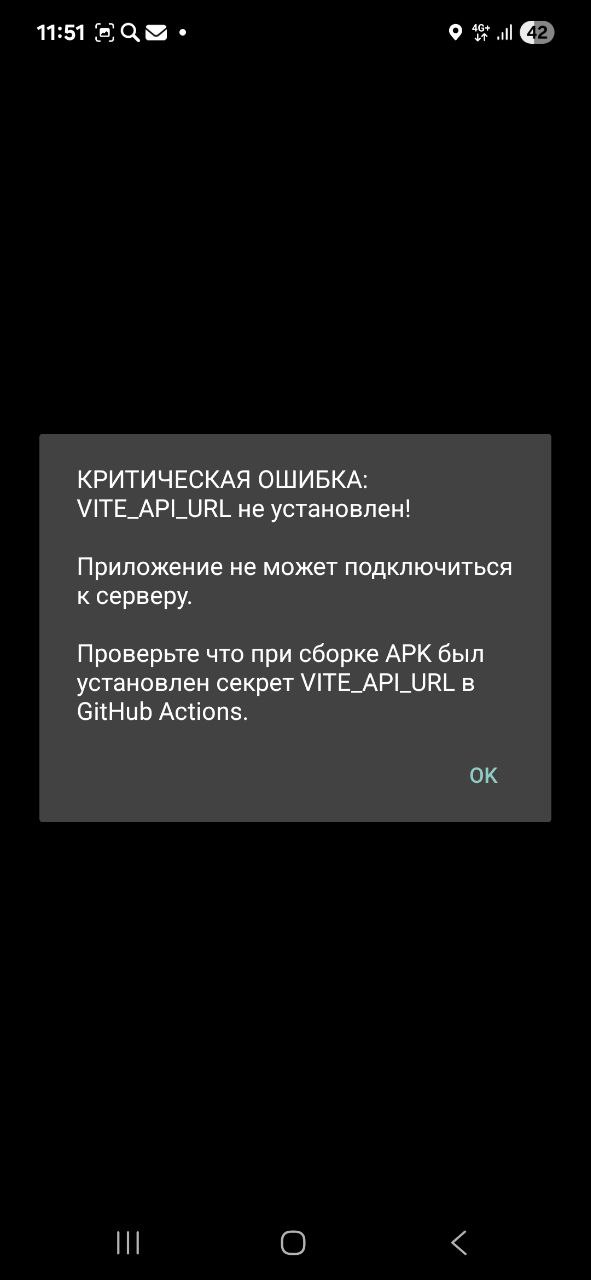 11:51
4G+
42
КРИТИЧЕСКАЯ ОШИБКА:
VITE_API_URL не установлен!
Приложение не может подключиться
к серверу.
Проверьте что при сборке APK был
установлен секрет VITE_API_URL в
GitHub Actions.
OK